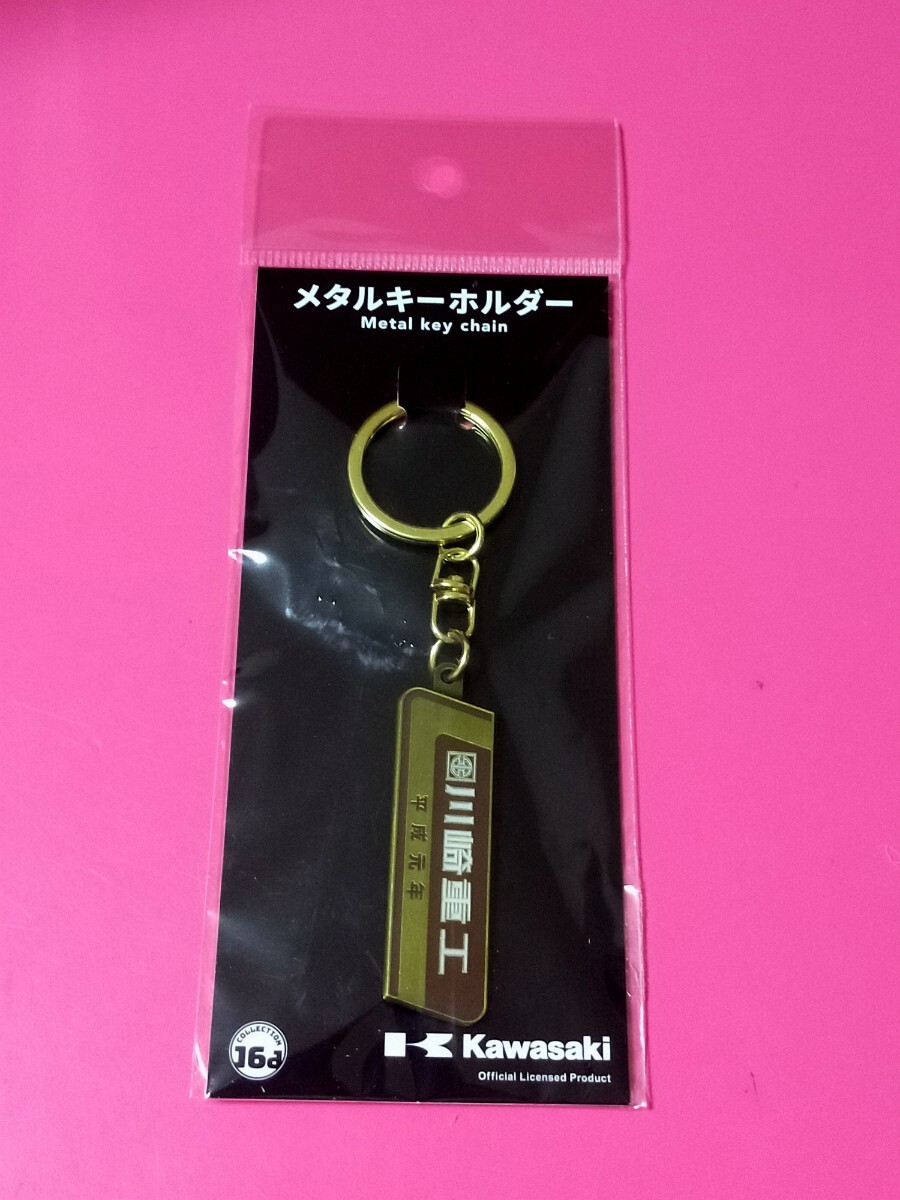 メタルキーホルダー
Metal key chain
川崎重工
平成元年
COLLECTION
J6d
Kawasaki
Official Licensed Product